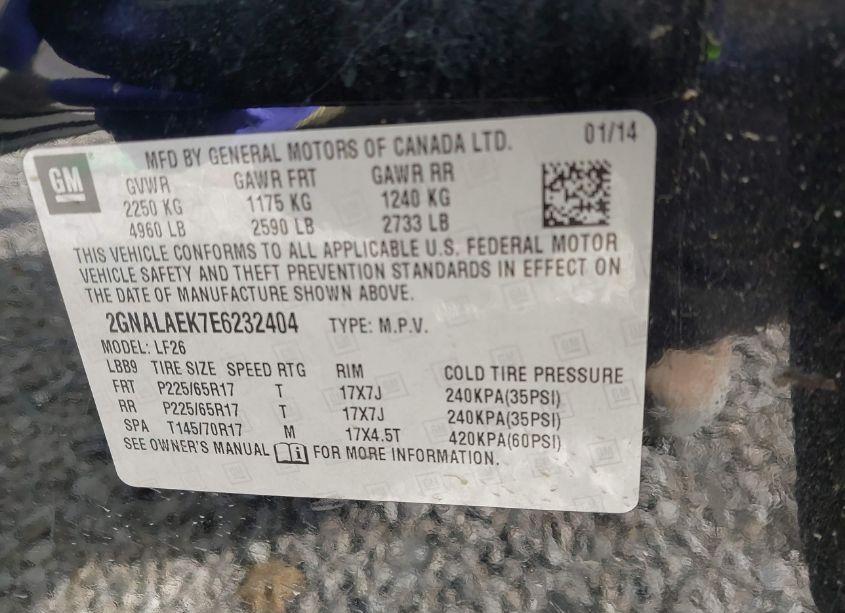 GM
MFD BY GENERAL MOTORS OF CANADA LTD. 01/14
GVWR GAWR FRT GAWR RR
2250 KG 1175 KG 1240 KG
4960 LB 2590 LB 2733 LB
THIS VEHICLE CONFORMS TO ALL APPLICABLE U.S. FEDERAL MOTOR
VEHICLE SAFETY AND THEFT PREVENTION STANDARDS IN EFFECT ON
THE DATE OF MANUFACTURE SHOWN ABOVE.
2GNALAEK7E6232404 TYPE: M.P.V.
MODEL: LF26
LBB9 TIRE SIZE SPEED RTG RIM COLD TIRE PRESSURE
FRT P225/65R17 T 17X7J 240KPA(35PSI)
RR P225/65R17 T 17X7J 240KPA(35PSI)
SPA T145/70R17 M 17X4.5T 420KPA(60PSI)
SEE OWNER'S MANUAL FOR MORE INFORMATION.